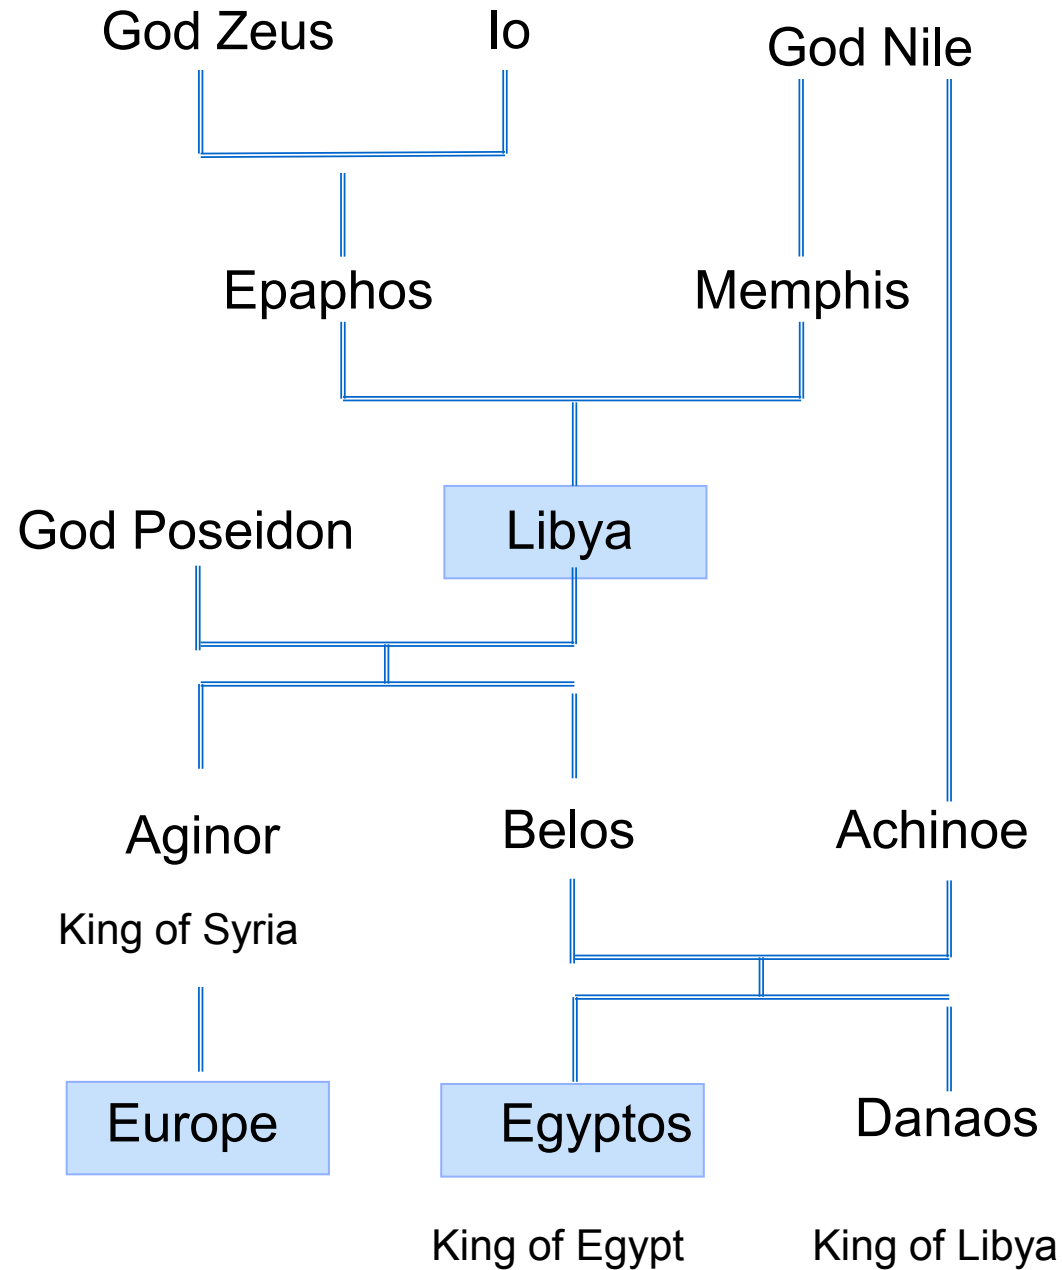 God Zeus
Io
God Nile
Epaphos
Memphis
God Poseidon
Libya
Aginor
Belos
Achinoe
King of Syria
Europe
Egyptos
Danaos
King of Egypt
King of Libya